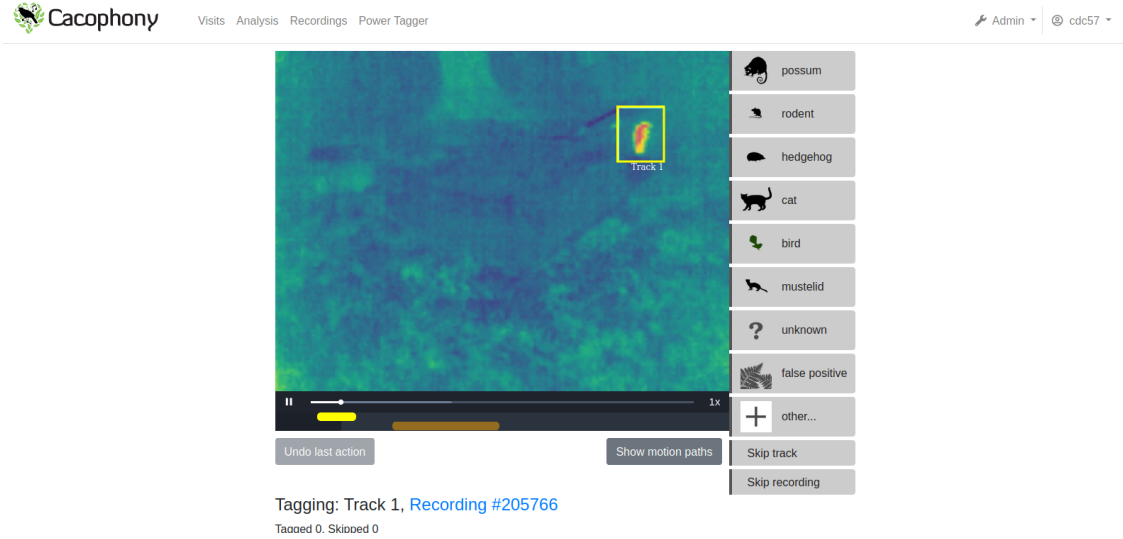 Cacophony Visits Analysis Recordings Power Tagger Admin cdc57
possum
rodent
Track 1
hedgehog
cat
bird
mustelid
? unknown
false positive
1x
other...
Undo last action Show motion paths Skip track
Skip recording
Tagging: Track 1, Recording #205766
Tagged 0, Skipped 0